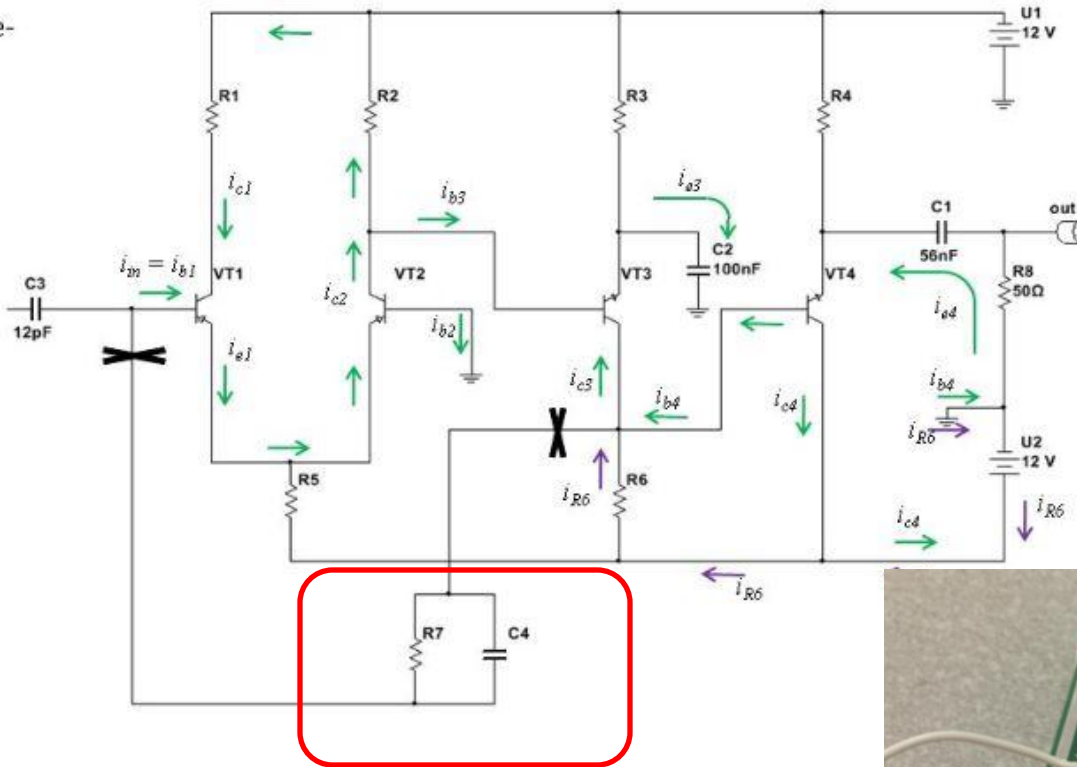 e-
U1
12 V
R1
R2
R3
R4
i_c1
i_b3
i_e3
C1
out
56nF
C2
100nF
R8
50Ω
i_in = i_b1
VT1
VT2
VT3
VT4
C3
12pF
i_c2
i_b2
i_e4
i_e1
i_c3
i_b4
i_c4
i_b4
i_R6
U2
12 V
R5
i_R6
R6
i_R6
i_c4
i_R6
R7
C4